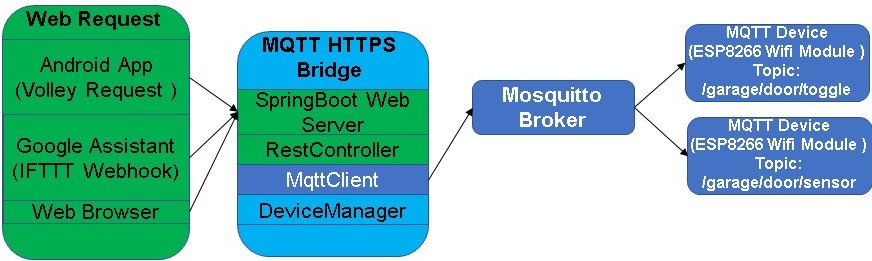 Web Request
Android App
(Volley Request )
Google Assistant
(IFTTT Webhook)
Web Browser
MQTT HTTPS
Bridge
SpringBoot Web
Server
RestController
MqttClient
DeviceManager
Mosquitto
Broker
MQTT Device
(ESP8266 Wifi Module )
Topic:
/garage/door/toggle
MQTT Device
(ESP8266 Wifi Module )
Topic:
/garage/door/sensor